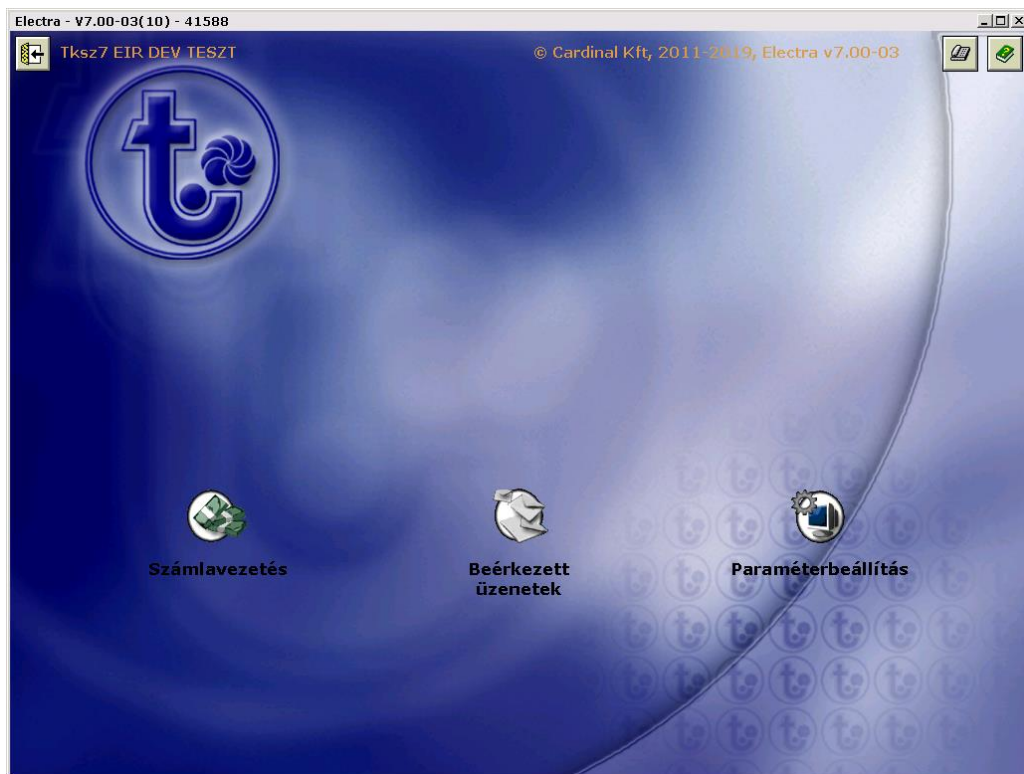 Electra - V7.00-03(10) - 41588
Tksz7 EIR DEV TESZT
© Cardinal Kft, 2011-2019, Electra v7.00-03
Számlavezetés
Beérkezett
üzenetek
Paraméterbeállítás